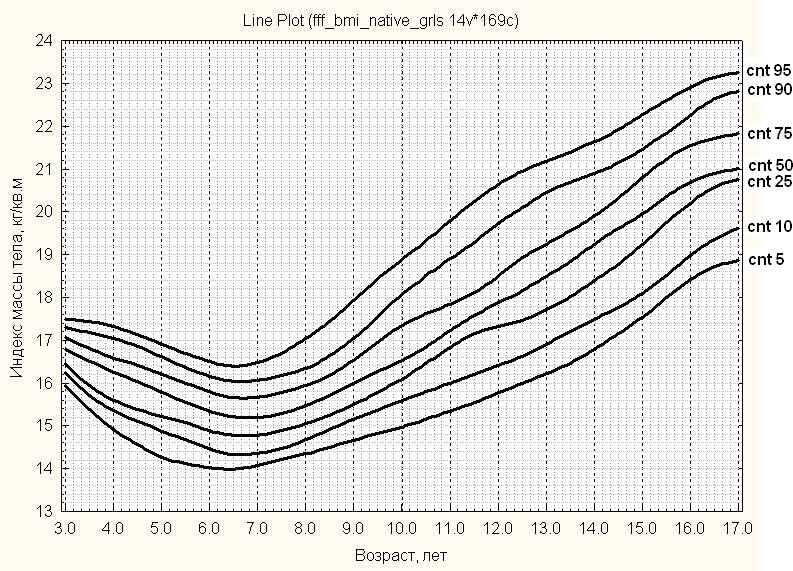 Line Plot (fff_bmi_native_grls 14v*169c)
24
23
22
21
20
19
18
17
16
15
14
13
Индекс массы тела, кг/кв.м
cnt 95
cnt 90
cnt 75
cnt 50
cnt 25
cnt 10
cnt 5
3.0 4.0 5.0 6.0 7.0 8.0 9.0 10.0 11.0 12.0 13.0 14.0 15.0 16.0 17.0
Возраст, лет